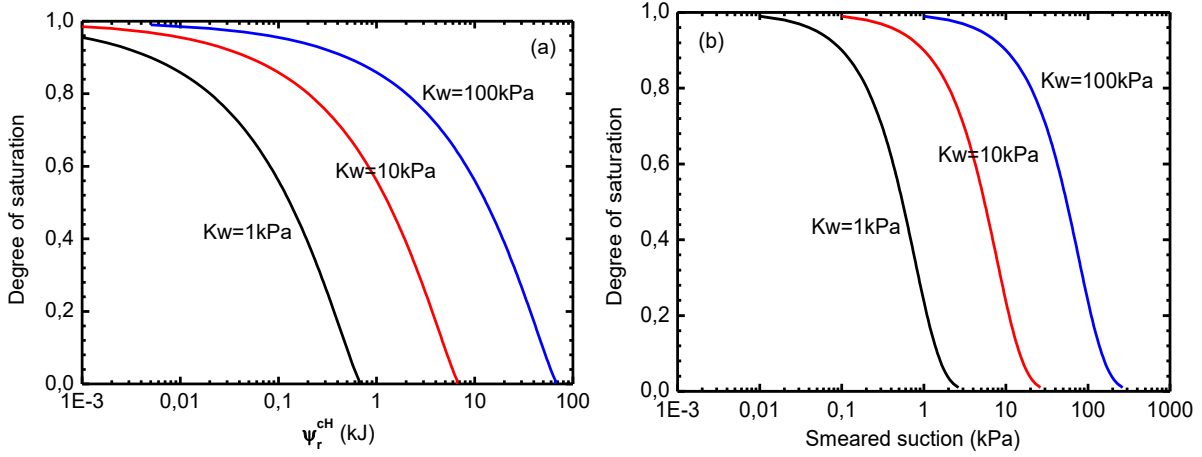 1,0
0,8
0,6
0,4
0,2
0,0
Degree of saturation
(a)
Kw=100kPa
Kw=10kPa
Kw=1kPa
1E-3 0,01 0,1 1 10 100
ψ_r^cH (kJ)
1,0
0,8
0,6
0,4
0,2
0,0
Degree of saturation
(b)
Kw=100kPa
Kw=10kPa
Kw=1kPa
1E-3 0,01 0,1 1 10 100 1000
Smeared suction (kPa)